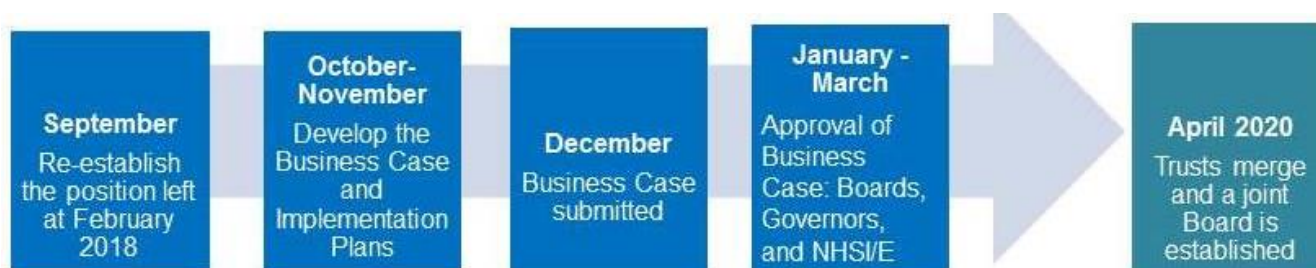 September
Re-establish
the position left
at February
2018
October-
November
Develop the
Business Case
and
Implementation
Plans
December
Business Case
submitted
January -
March
Approval of
Business
Case: Boards,
Governors,
and NHSI/E
April 2020
Trusts merge
and a joint
Board is
established